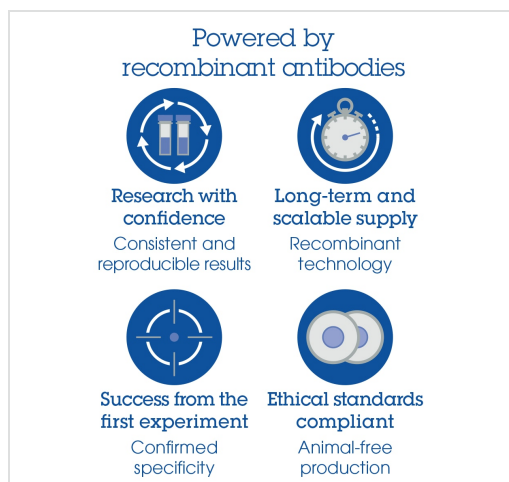 Powered by
recombinant antibodies
Research with
confidence
Consistent and
reproducible results
Long-term and
scalable supply
Recombinant
technology
Success from the
first experiment
Confirmed
specificity
Ethical standards
compliant
Animal-free
production